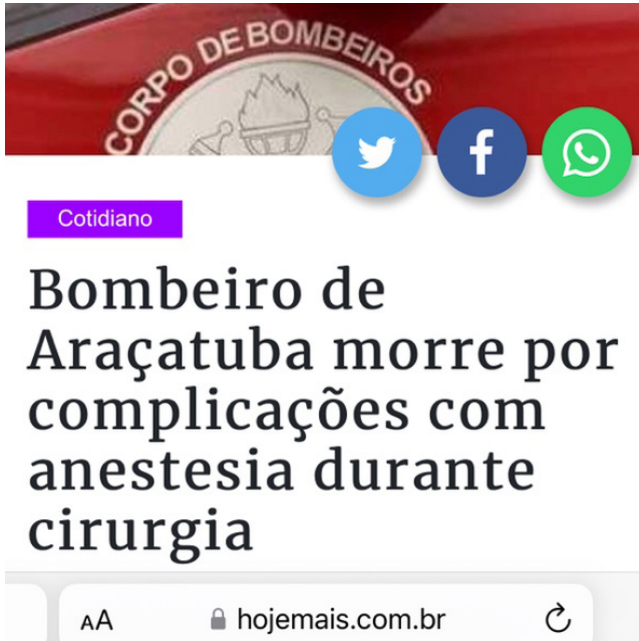 CORPO DE BOMBEIROS
Cotidiano
Bombeiro de
Araçatuba morre por
complicações com
anestesia durante
cirurgia
AA
hojemais.com.br